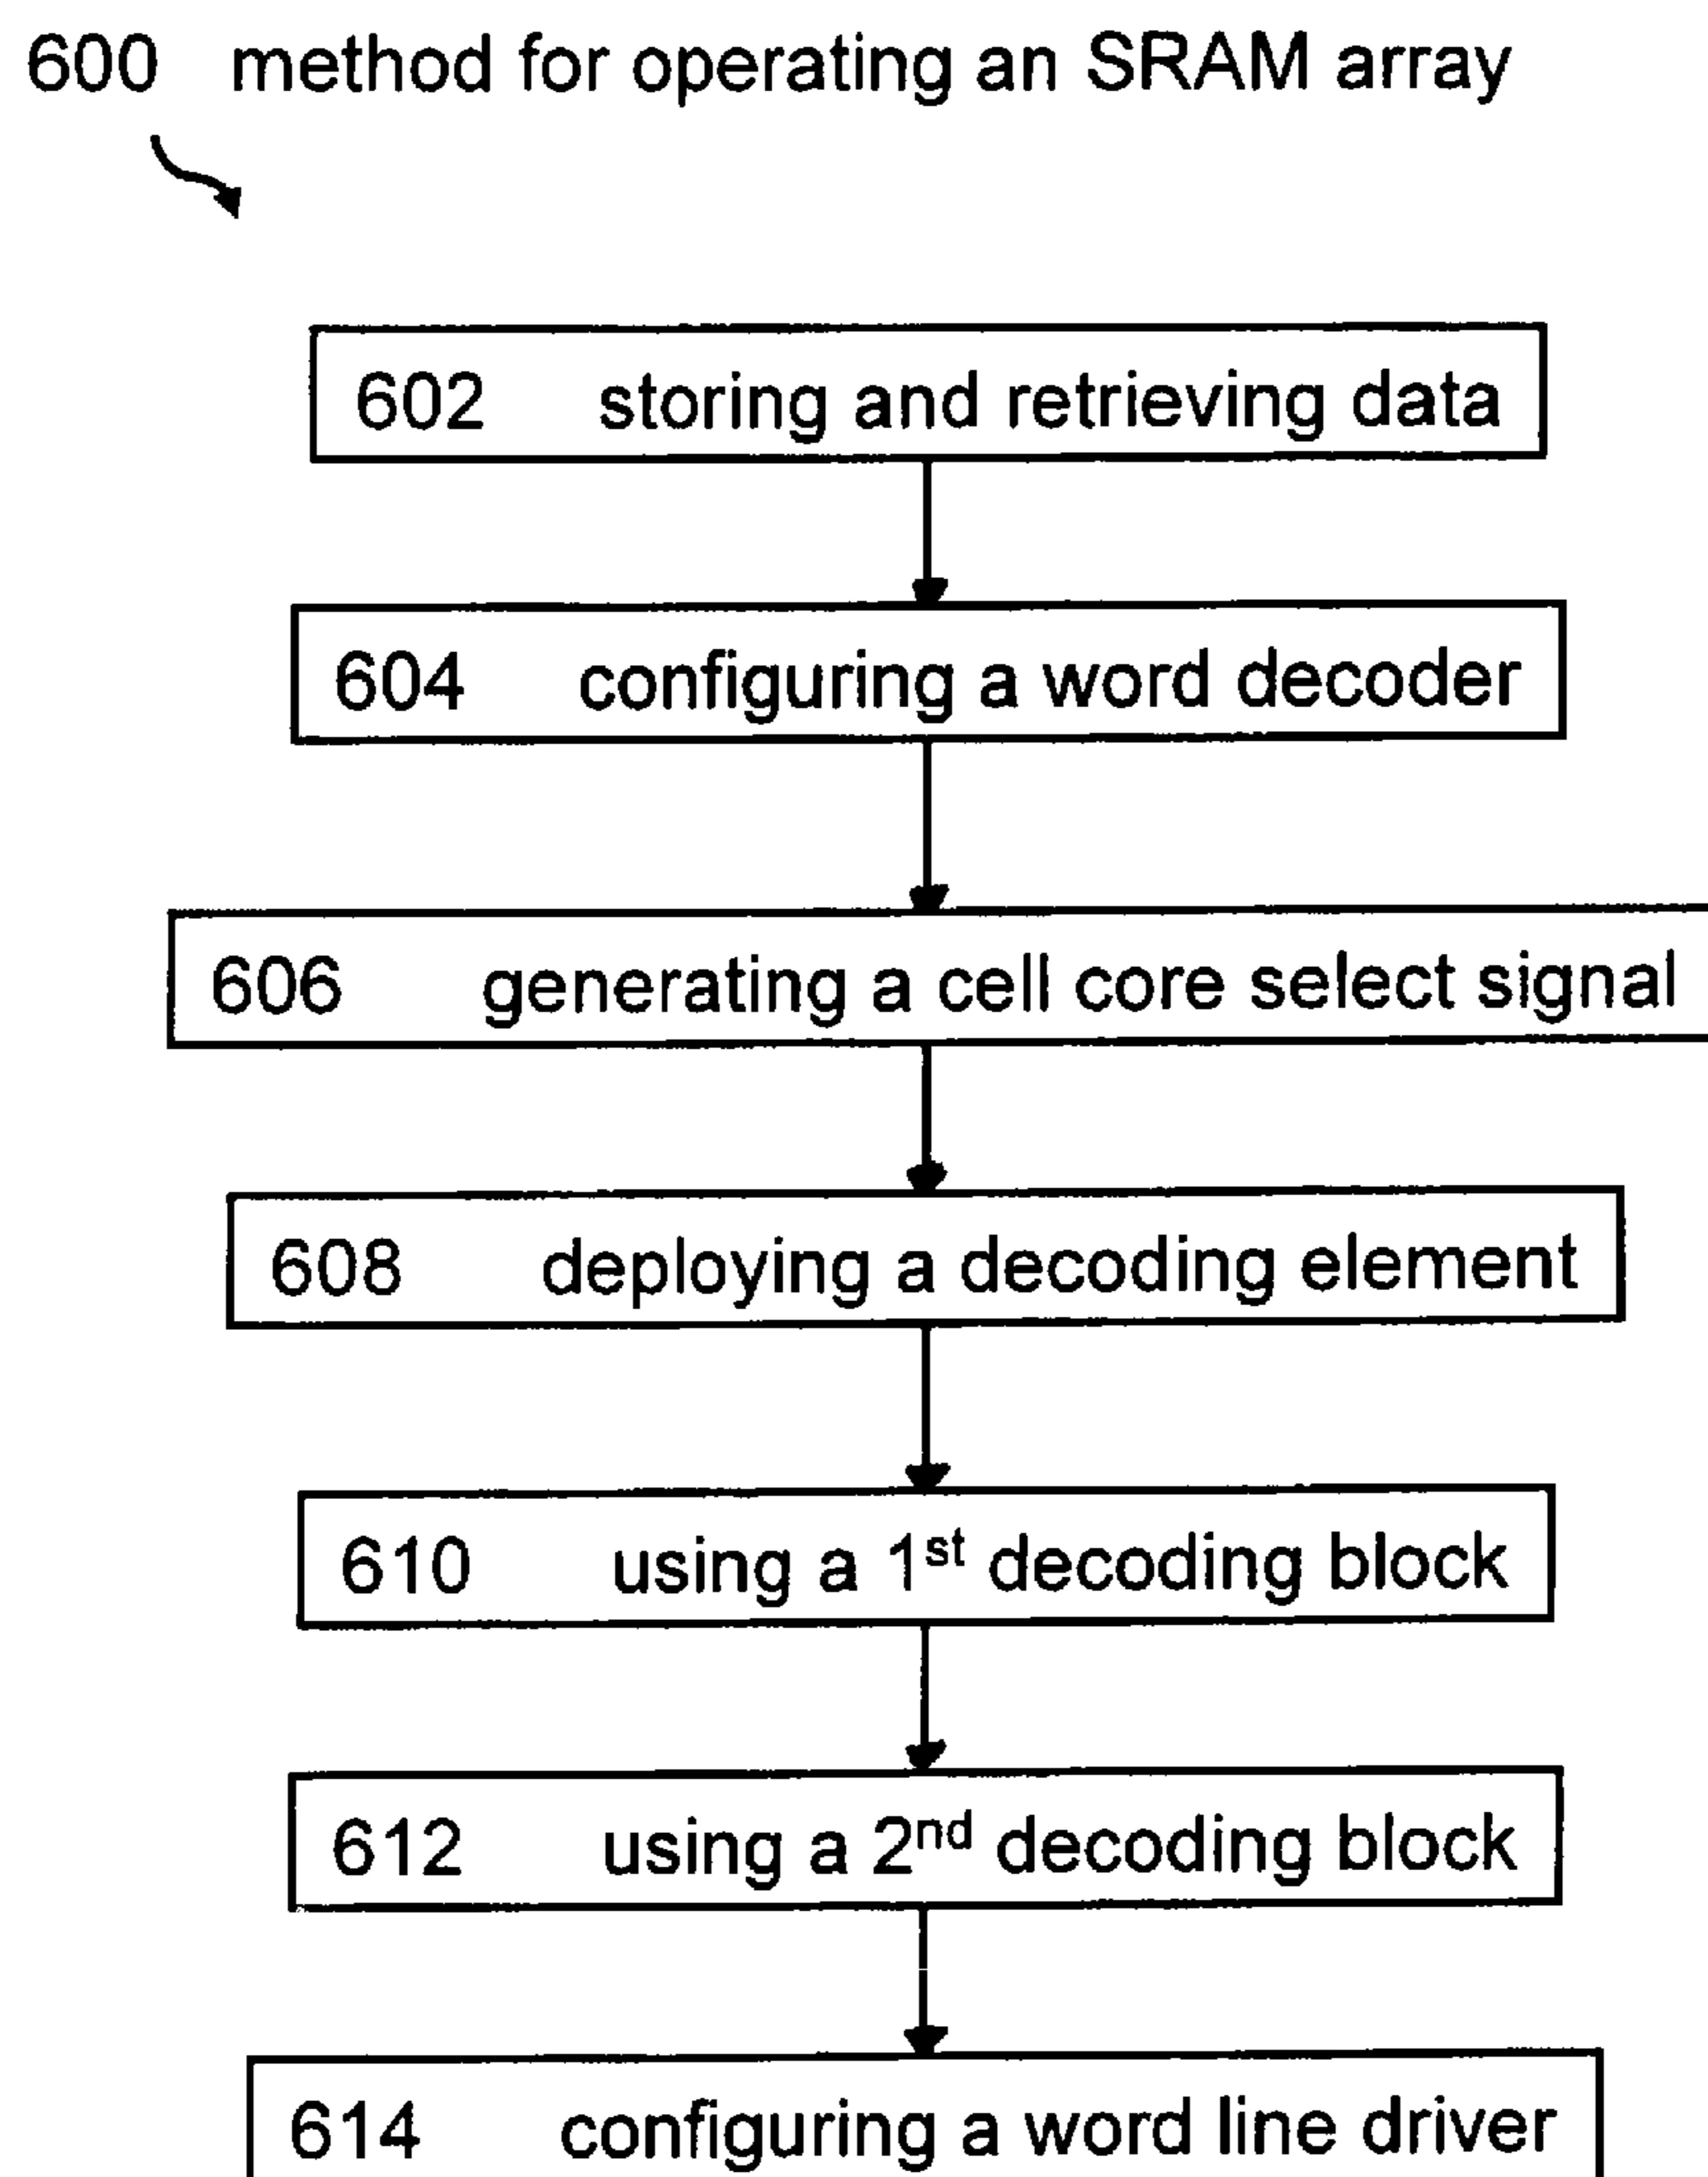 600 method for operating an SRAM array
602 storing and retrieving data
604 configuring a word decoder
606 generating a cell core select signal
608 deploying a decoding element
610 using a 1st decoding block
612 using a 2nd decoding block
614 configuring a word line driver